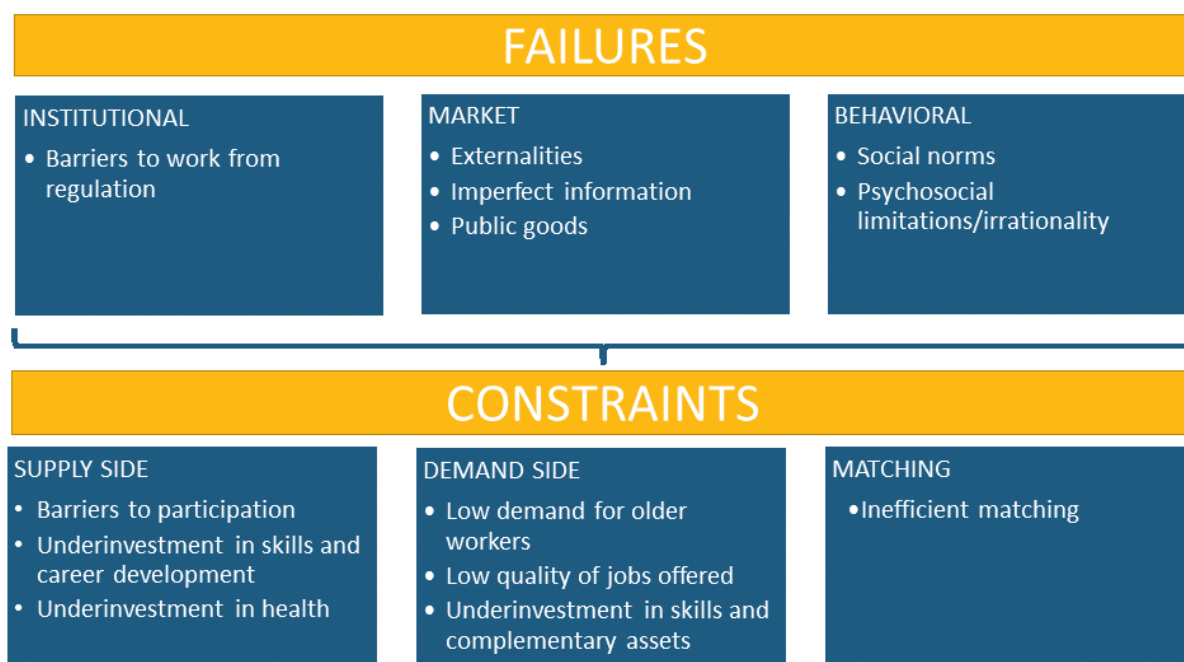 FAILURES
INSTITUTIONAL
• Barriers to work from
regulation
MARKET
• Externalities
• Imperfect information
• Public goods
BEHAVIORAL
• Social norms
• Psychosocial
limitations/irrationality
CONSTRAINTS
SUPPLY SIDE
• Barriers to participation
• Underinvestment in skills and
career development
• Underinvestment in health
DEMAND SIDE
• Low demand for older
workers
• Low quality of jobs offered
• Underinvestment in skills and
complementary assets
MATCHING
•Inefficient matching